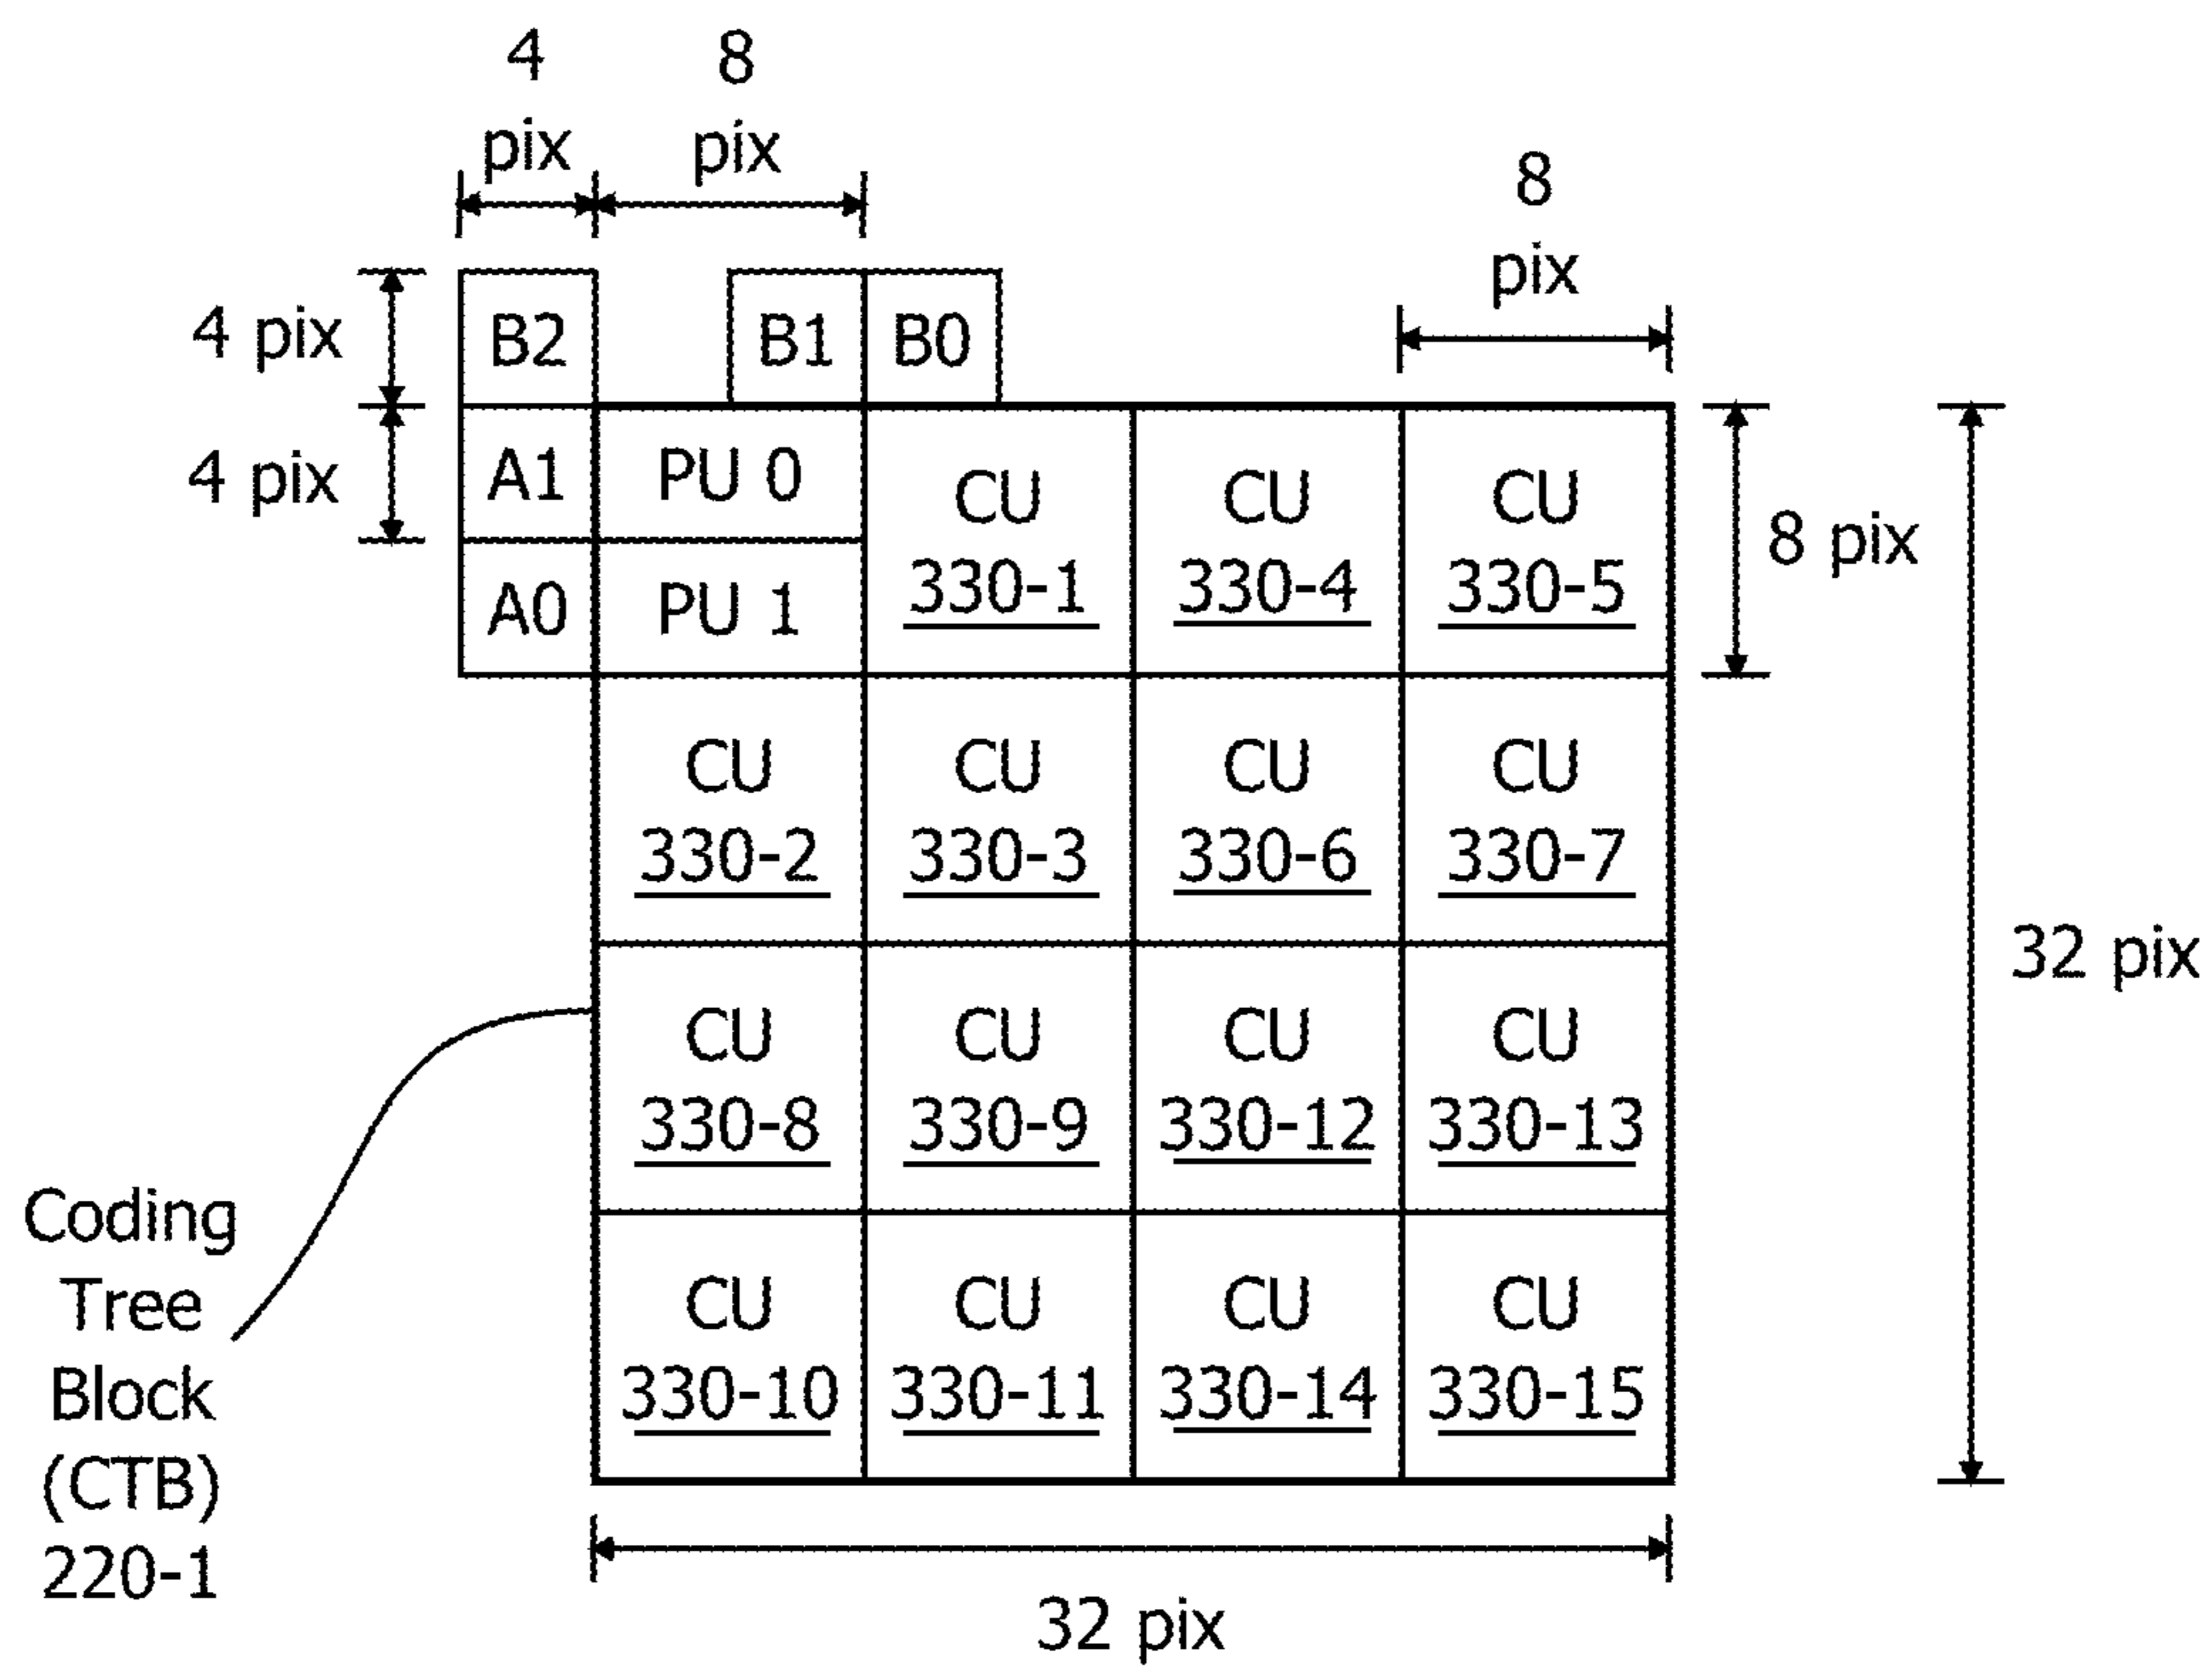 4
pix
8
pix
8
pix
4 pix
B2
B1
B0
4 pix
A1
PU 0
A0
PU 1
CU
330-1
CU
330-4
CU
330-5
8 pix
CU
330-2
CU
330-3
CU
330-6
CU
330-7
32 pix
CU
330-8
CU
330-9
CU
330-12
CU
330-13
CU
330-10
CU
330-11
CU
330-14
CU
330-15
Coding
Tree
Block
(CTB)
220-1
32 pix